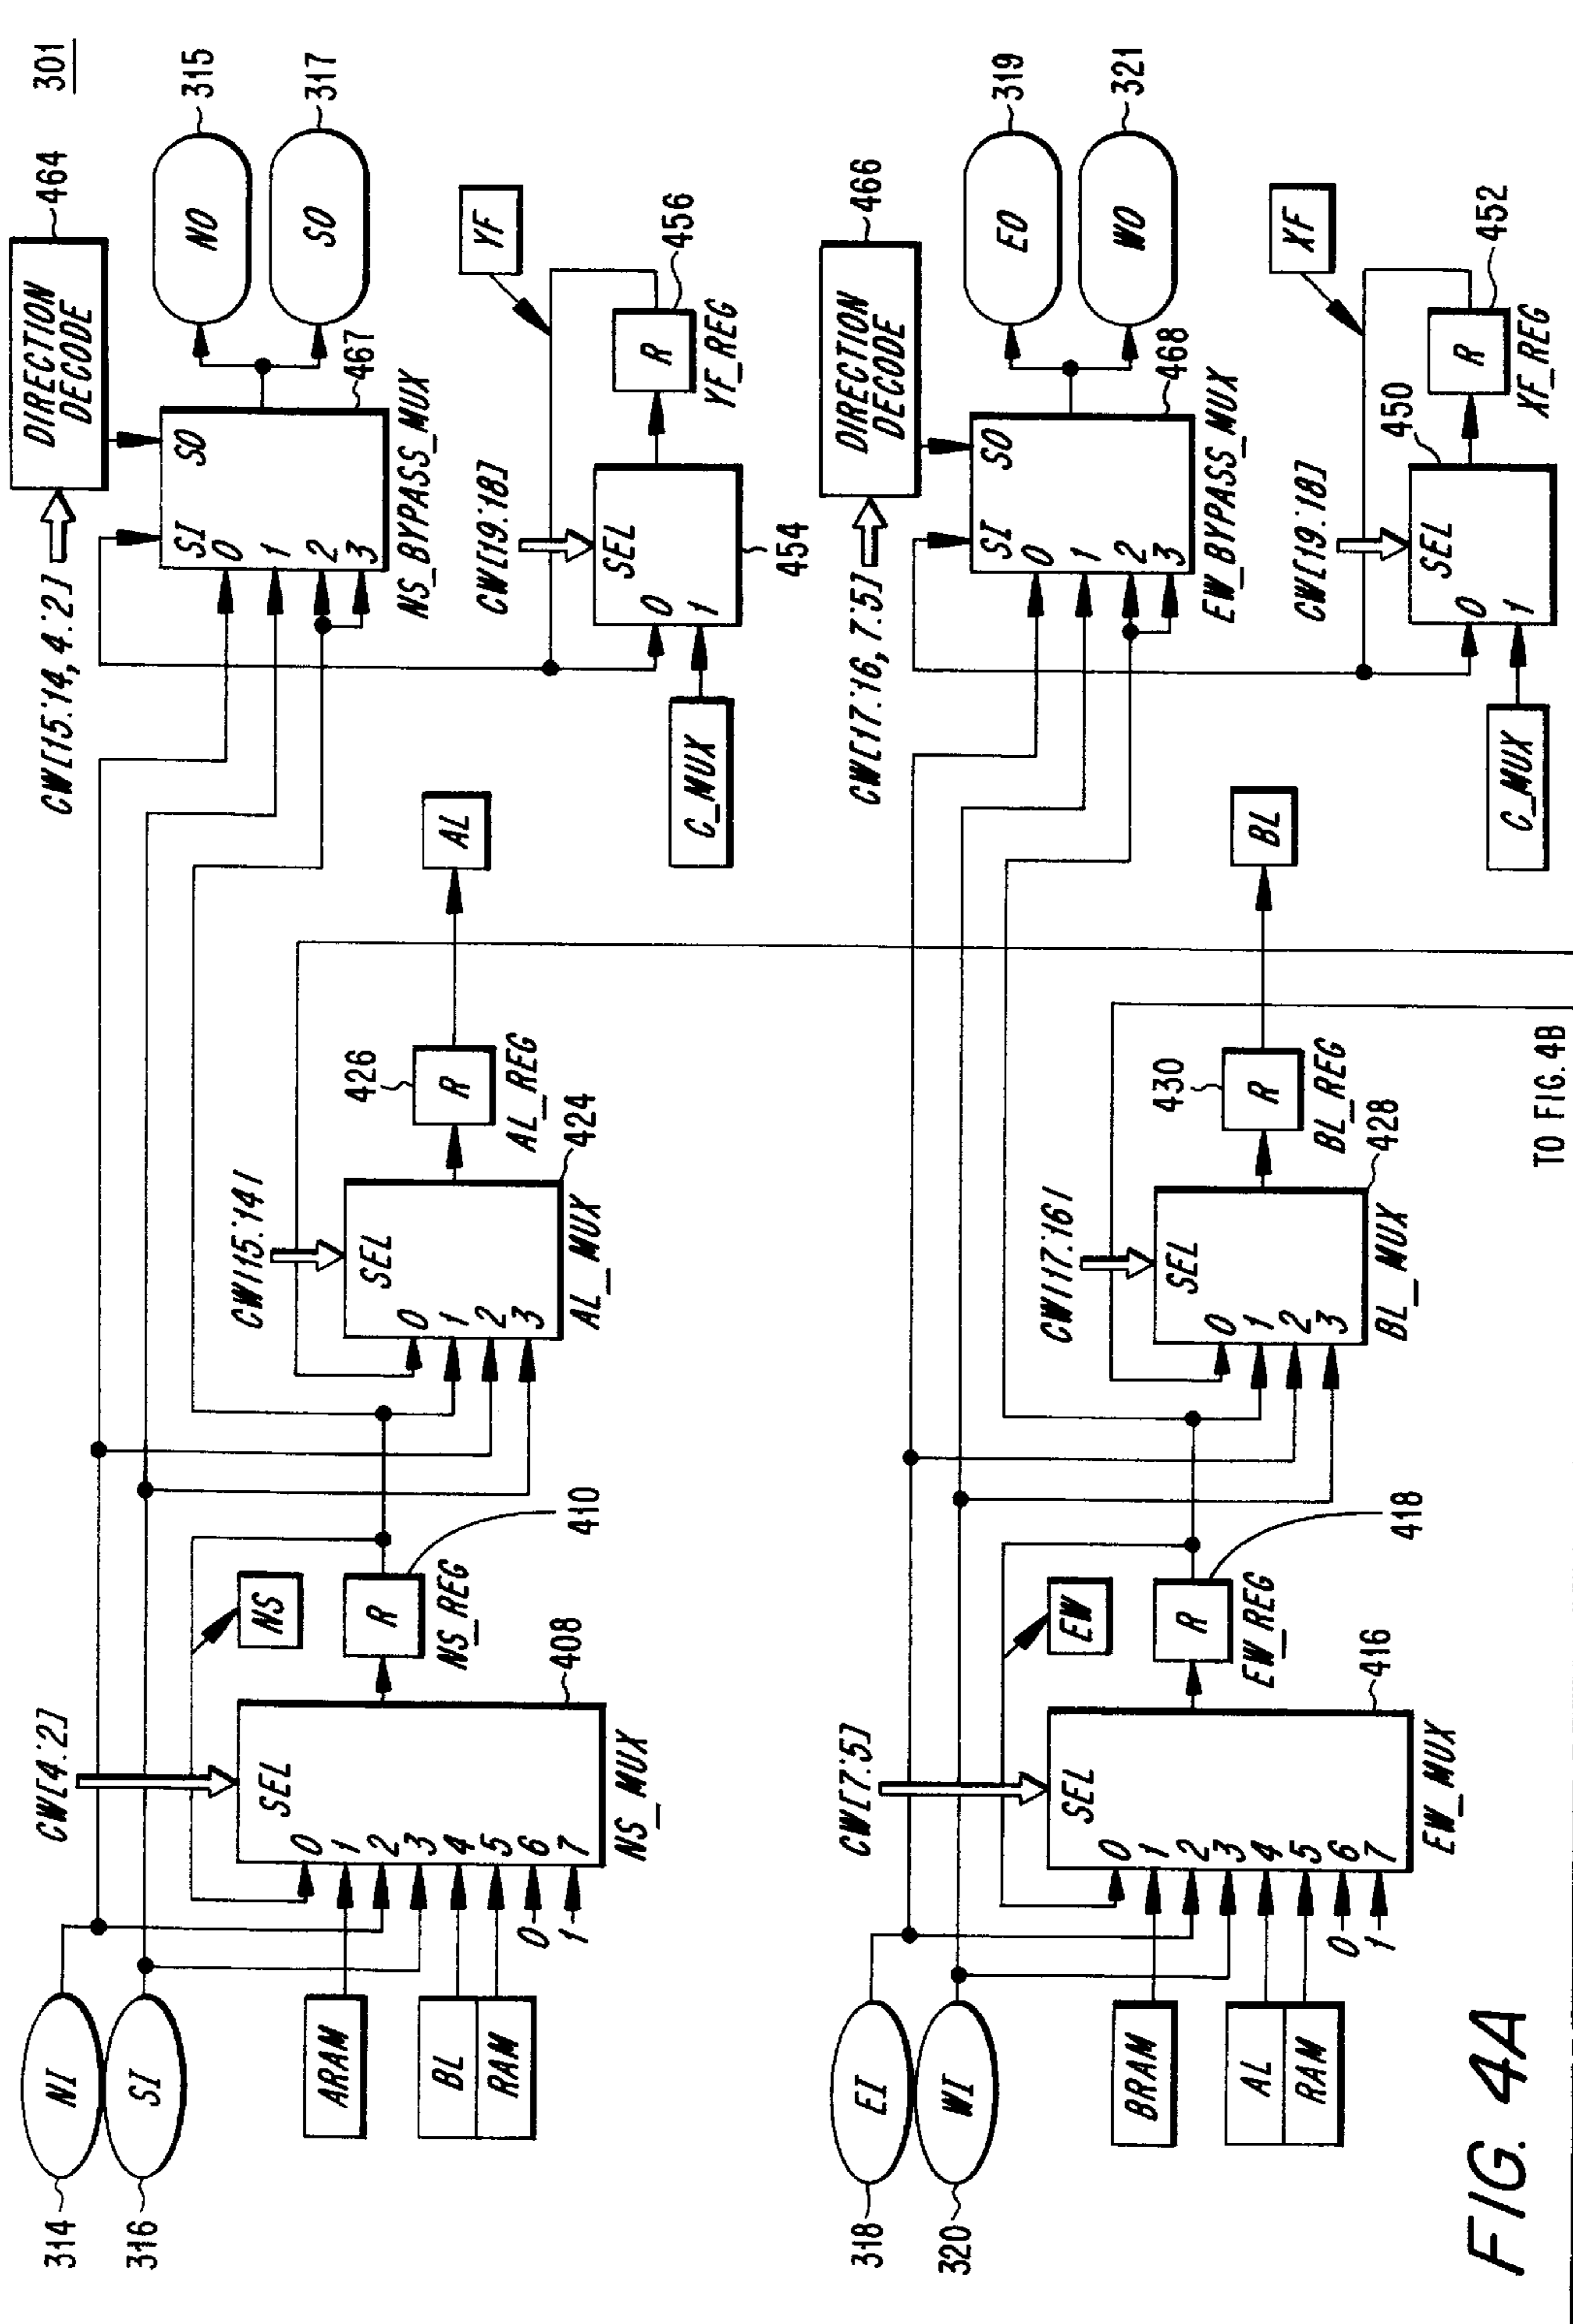 301
464
DIRECTION
DECODE
CW[15:14, 4:2]
NO
315
SO
317
SI
SO
0
1
2
3
467
NS_BYPASS_MUX
YF
456
R
YF_REG
CW[19:18]
SEL
0
1
454
C_MUX
AL
426
R
AL_REG
CW[15:14]
SEL
0
1
2
3
424
AL_MUX
410
NS
R
NS_REG
CW[4:2]
SEL
0
1
2
3
4
5
6
7
408
NS_MUX
NI
314
SI
316
ARAM
BL
RAM
0
1
466
DIRECTION
DECODE
CW[17:16, 7:5]
EO
319
WO
321
SI
SO
0
1
2
3
468
EW_BYPASS_MUX
XF
452
R
XF_REG
450
CW[19:18]
SEL
0
1
C_MUX
BL
430
R
BL_REG
CW[17:16]
SEL
0
1
2
3
428
BL_MUX
418
EW
R
EW_REG
CW[7:5]
SEL
0
1
2
3
4
5
6
7
416
EW_MUX
EI
318
WI
320
BRAM
AL
RAM
0
1
TO FIG. 4B
FIG. 4A